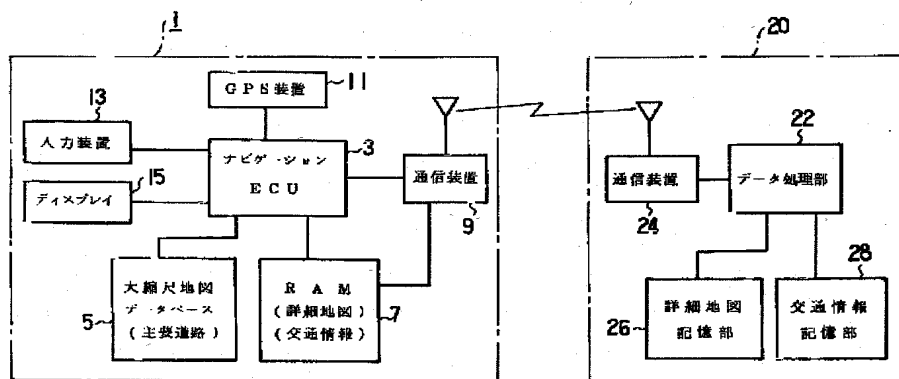 1
20
11
GPS装置
13
入力装置
ナビゲーション
ECU
3
通信装置
9
15
ディスプレイ
大縮尺地図
データベース
(主要道路)
5
RAM
(詳細地図)
(交通情報)
7
22
通信装置
24
データ処理部
28
詳細地図
記憶部
26
交通情報
記憶部